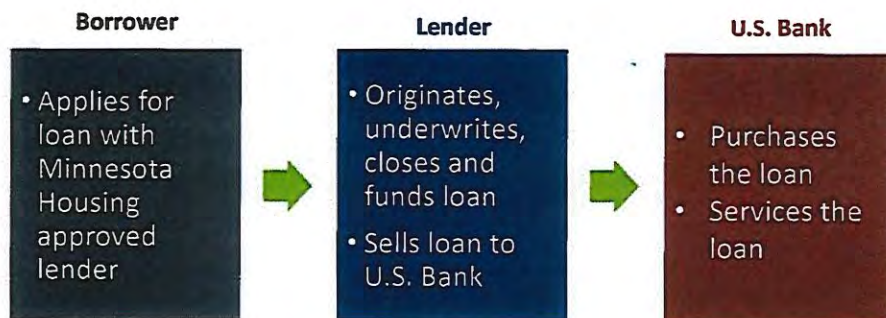 Borrower
• Applies for
loan with
Minnesota
Housing
approved
lender
Lender
• Originates,
underwrites,
closes and
funds loan
• Sells loan to
U.S. Bank
U.S. Bank
• Purchases
the loan
• Services the
loan